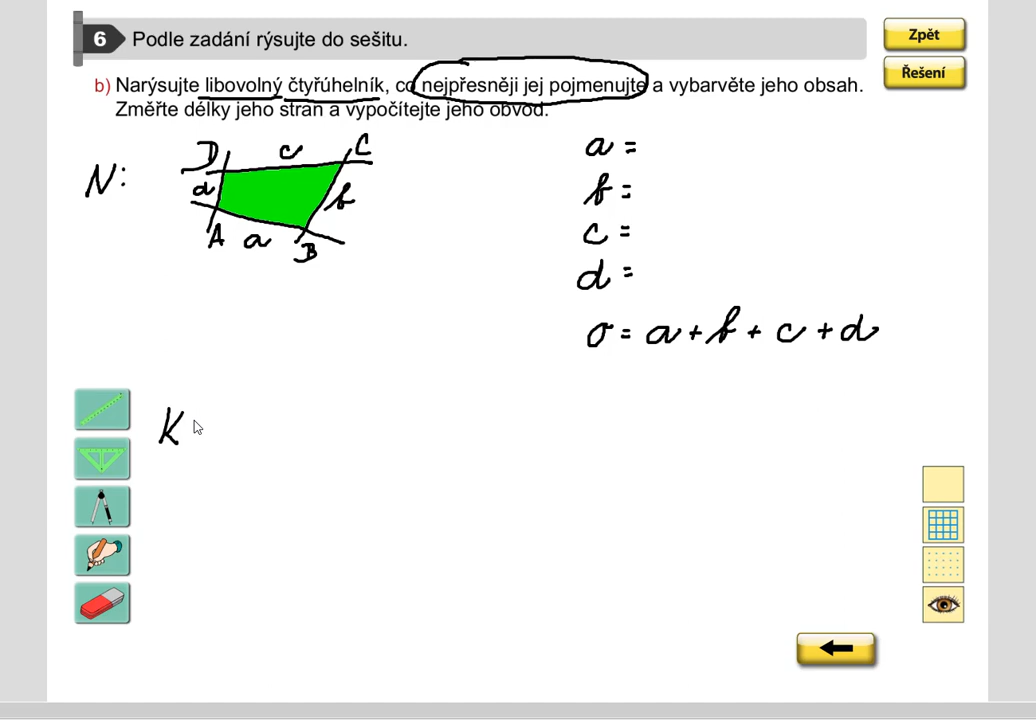 6 Podle zadání rýsujte do sešitu.
Zpět
Řešení
b) Narýsujte libovolný čtyřúhelník, co nejpřesněji jej pojmenujte a vybarvěte jeho obsah.
Změřte délky jeho stran a vypočítejte jeho obvod.
N:
D c C
d b
A a B
a =
b =
c =
d =
o = a + b + c + d
K